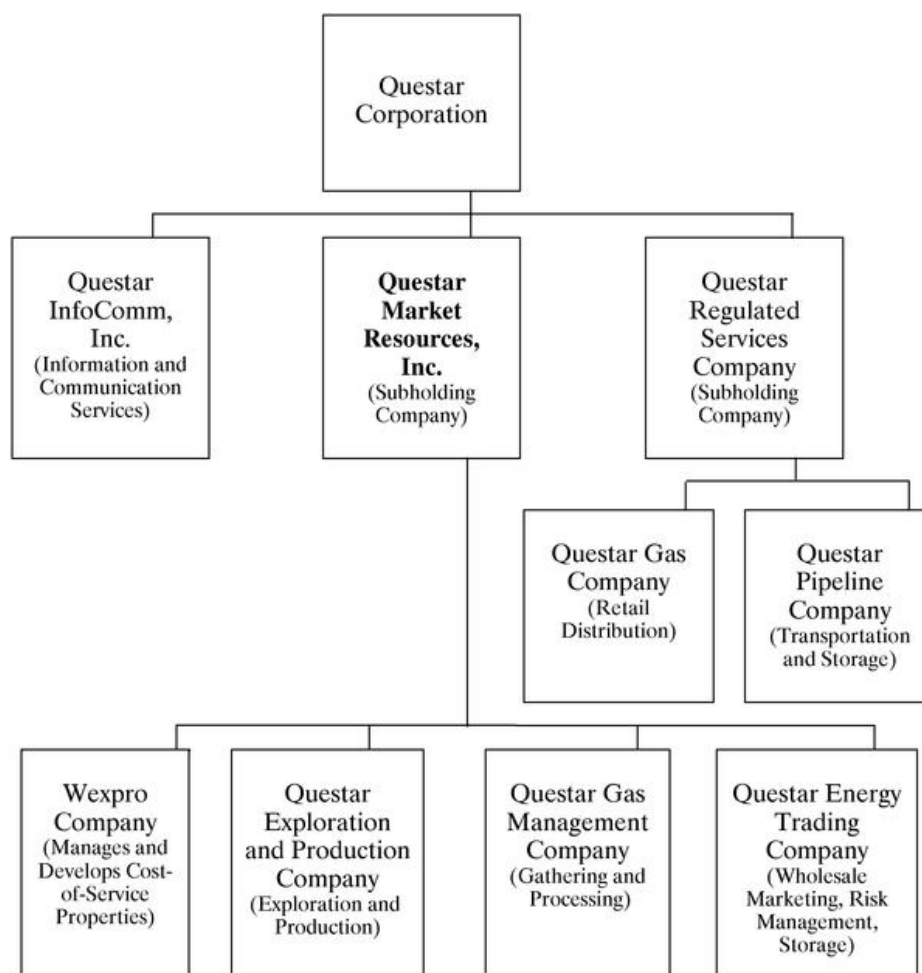 Questar
Corporation
Questar
InfoComm,
Inc.
(Information and
Communication
Services)
Questar
Market
Resources,
Inc.
(Subholding
Company)
Questar
Regulated
Services
Company
(Subholding
Company)
Questar Gas
Company
(Retail
Distribution)
Questar
Pipeline
Company
(Transportation
and Storage)
Wexpro
Company
(Manages and
Develops Cost-
of-Service
Properties)
Questar
Exploration
and Production
Company
(Exploration and
Production)
Questar Gas
Management
Company
(Gathering and
Processing)
Questar Energy
Trading
Company
(Wholesale
Marketing, Risk
Management,
Storage)